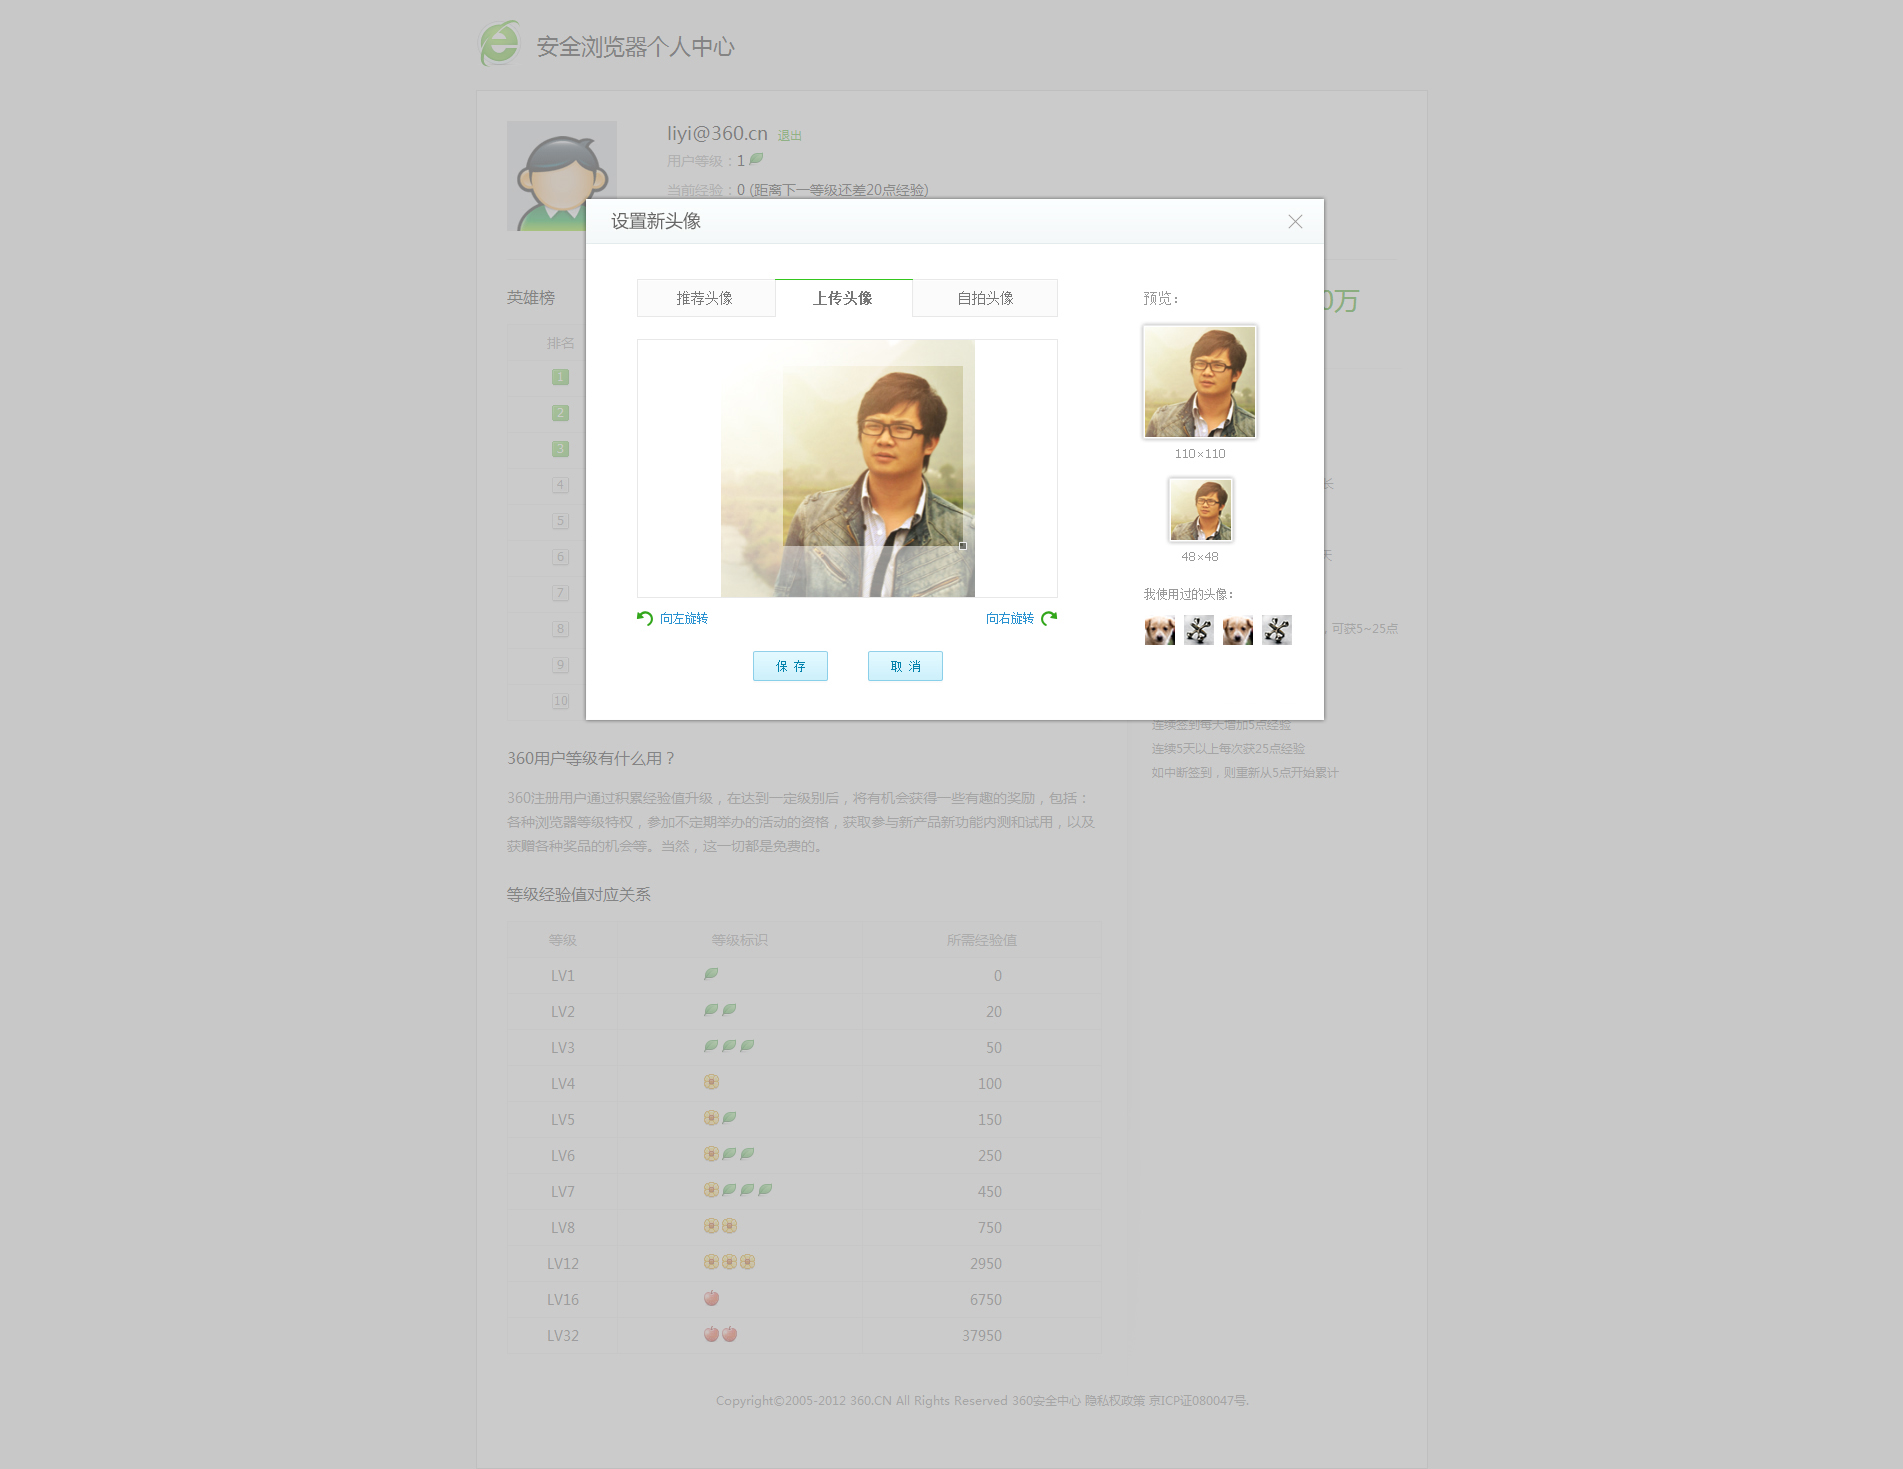 安全浏览器个人中心
liyi@360.cn 退出
用户等级：1
当前经验：0 (距离下一等级还差20点经验)
设置新头像
推荐头像 上传头像 自拍头像
向左旋转 向右旋转
保 存 取 消
预览：
110×110
48×48
我使用过的头像：
英雄榜
0万
排名
1
2
3
4
长
5
6
天
7
8
，可获5~25点
9
10
连续签到每天增加5点经验
连续5天以上每次获25点经验
如中断签到，则重新从5点开始累计
360用户等级有什么用？
360注册用户通过积累经验值升级，在达到一定级别后，将有机会获得一些有趣的奖励，包括：
各种浏览器等级特权，参加不定期举办的活动的资格，获取参与新产品新功能内测和试用，以及
获赠各种奖品的机会等。当然，这一切都是免费的。
等级经验值对应关系
等级 等级标识 所需经验值
LV1 0
LV2 20
LV3 50
LV4 100
LV5 150
LV6 250
LV7 450
LV8 750
LV12 2950
LV16 6750
LV32 37950
Copyright©2005-2012 360.CN All Rights Reserved 360安全中心 隐私权政策 京ICP证080047号.